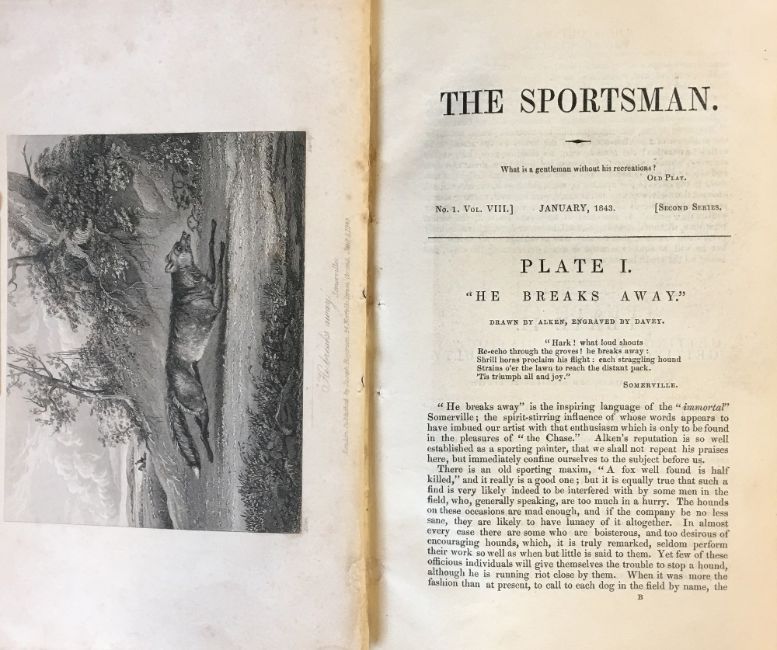 He breaks away.
Somerville.
THE SPORTSMAN.
What is a gentleman without his recreations?
OLD PLAY.
No. 1. VOL. VIII.] JANUARY, 1843. [SECOND SERIES.
PLATE I.
"HE BREAKS AWAY."
DRAWN BY ALKEN, ENGRAVED BY DAVEY.
"Hark! what loud shouts
Re-echo through the groves! he breaks away:
Shrill horns proclaim his flight: each straggling hound
Strains o'er the lawn to reach the distant pack.
'Tis triumph all and joy."
SOMERVILLE.
"He breaks away" is the inspiring language of the "immortal"
Somerville; the spirit-stirring influence of whose words appears to
have imbued our artist with that enthusiasm which is only to be found
in the pleasures of "the Chase." Alken's reputation is so well
established as a sporting painter, that we shall not repeat his praises
here, but immediately confine ourselves to the subject before us.
There is an old sporting maxim, "A fox well found is half
killed," and it really is a good one; but it is equally true that such a
find is very likely indeed to be interfered with by some men in the
field, who, generally speaking, are too much in a hurry. The hounds
on these occasions are mad enough, and if the company be no less
sane, they are likely to have lunacy of it altogether. In almost
every case there are some who are boisterous, and too desirous of
encouraging hounds, which, it is truly remarked, seldom perform
their work so well as when but little is said to them. Yet few of these
officious individuals will give themselves the trouble to stop a hound,
although he is running riot close by them. When it was more the
fashion than at present, to call to each dog in the field by name, the
B